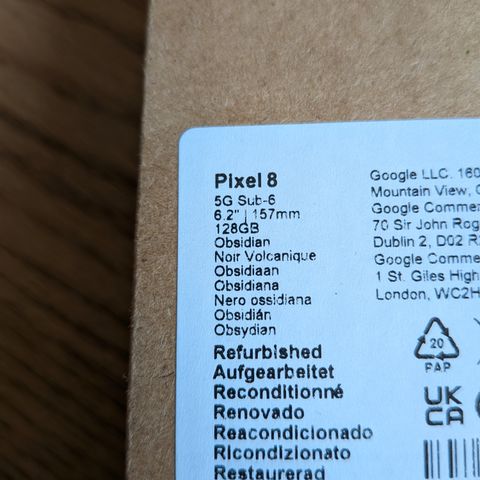 Pixel 8
5G Sub-6
6.2" | 157mm
128GB
Obsidian
Noir Volcanique
Obsidiaan
Obsidiana
Nero ossidiana
Obsidián
Obsydian
Refurbished
Aufgearbeitet
Reconditionné
Renovado
Reacondicionado
Ricondizionato
Restaurerad
Google LLC. 160
Mountain View,
Google Comme
70 Sir John Rog
Dublin 2, D02 R
Google Comme
1 St. Giles High
London, WC2H
20
PAP
UK
CA